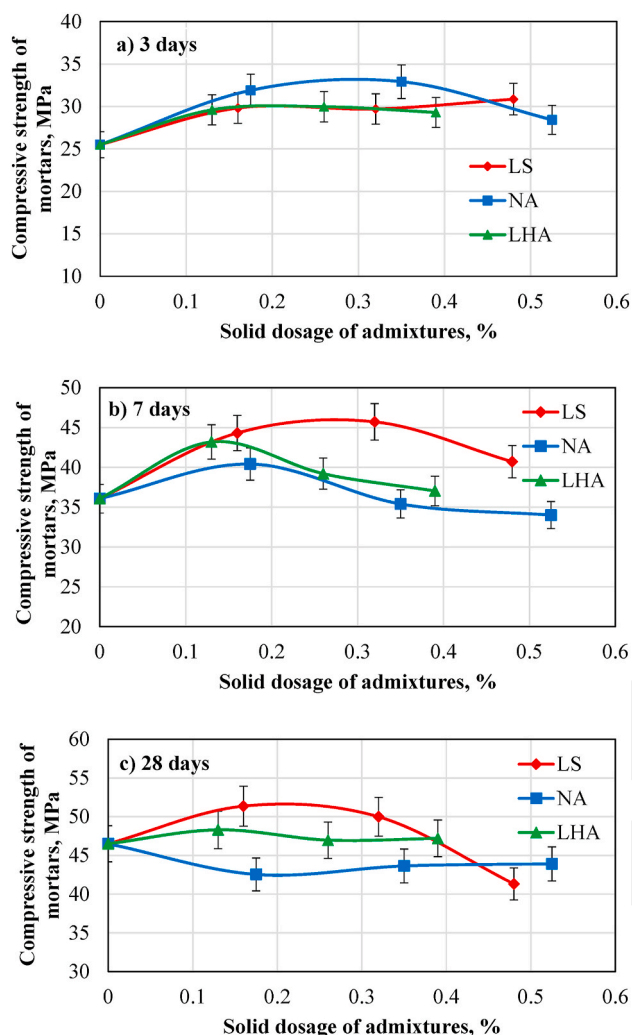 40
a) 3 days
35
30
25
20
15
10
Compressive strength of
mortars, MPa
LS
NA
LHA
0
0.1
0.2
0.3
0.4
0.5
0.6
Solid dosage of admixtures, %
50
b) 7 days
45
40
35
30
25
20
Compressive strength of
mortars, MPa
LS
NA
LHA
0
0.1
0.2
0.3
0.4
0.5
0.6
Solid dosage of admixtures, %
60
c) 28 days
55
50
45
40
35
30
Compressive strength of
mortars, MPa
LS
NA
LHA
0
0.1
0.2
0.3
0.4
0.5
0.6
Solid dosage of admixtures, %